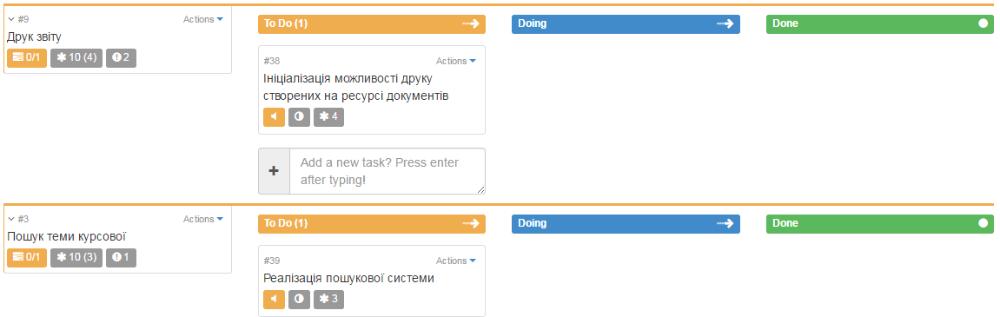 #9 Actions
Друк звіту
0/1 10 (4) 2
To Do (1)
Doing
Done
#38 Actions
Ініціалізація можливості друку
створених на ресурсі документів
4
Add a new task? Press enter
after typing!
#3 Actions
Пошук теми курсової
0/1 10 (3) 1
To Do (1)
Doing
Done
#39 Actions
Реалізація пошукової системи
3